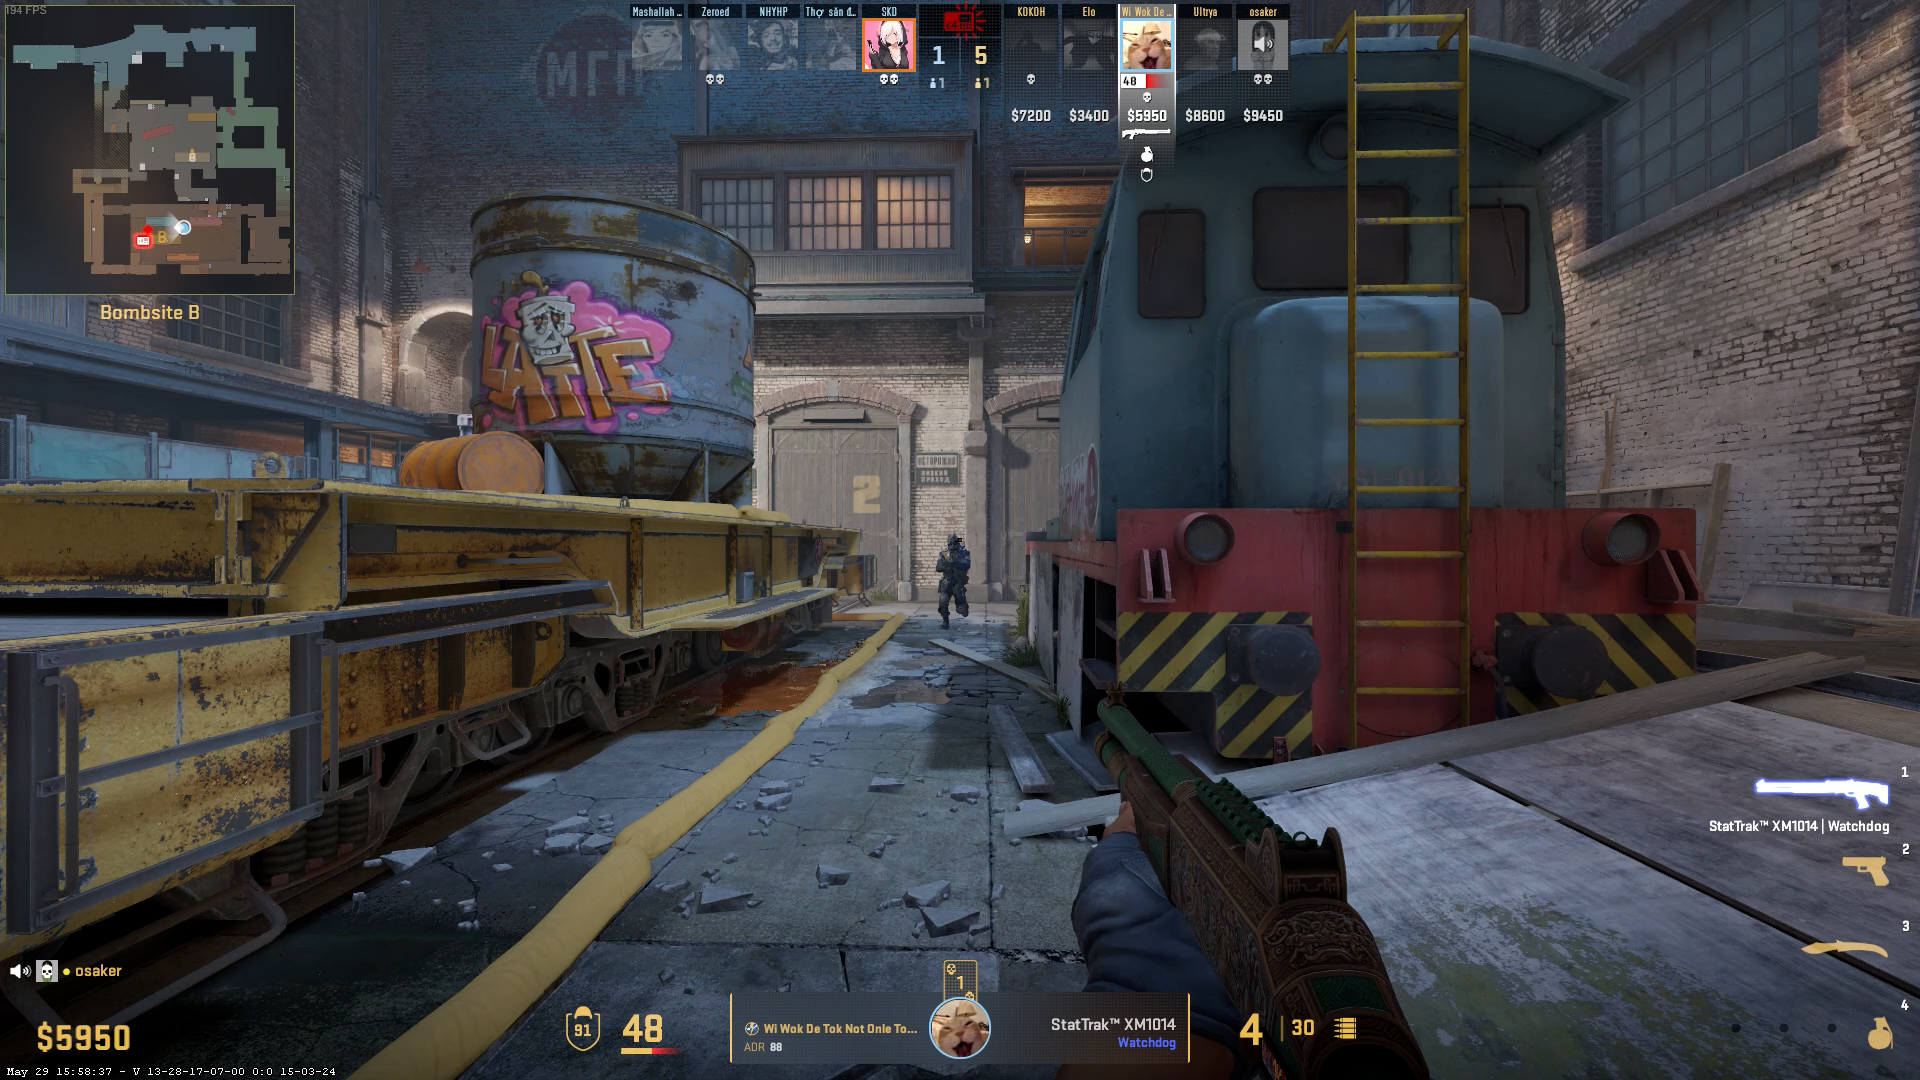 194 FPS
Mashallah ...
Zeroed
NHYHP
Thợ săn đ...
SKD
KOKOH
Elo
Wi Wok De ...
Ultrya
osaker
1
5
1
1
48
$7200
$3400
$5950
$8600
$9450
МГП
B
Bombsite B
LATTE
2
ОСТОРОЖНО
НИЗКИЙ
ПРОХОД
1
StatTrak™ XM1014 | Watchdog
2
3
4
osaker
$5950
91
48
1
Wi Wok De Tok Not Onle To...
ADR 88
StatTrak™ XM1014
Watchdog
4
30
May 29 15:58:37 - V 13-28-17-07-00 0:0 15-03-24